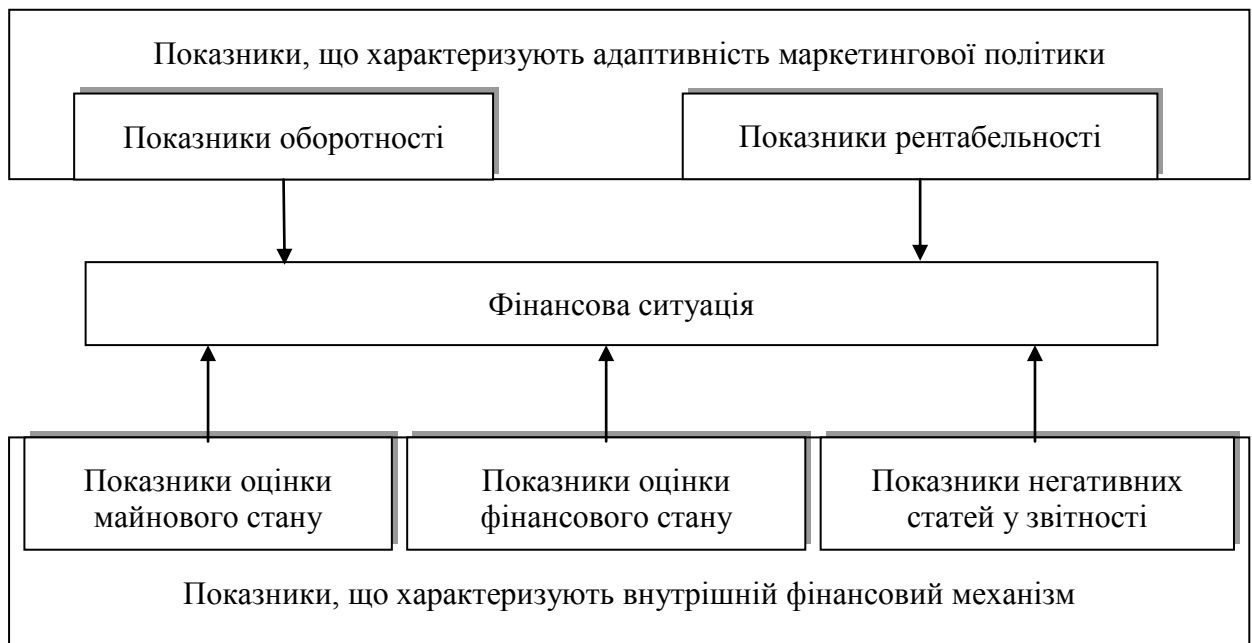 Показники, що характеризують адаптивність маркетингової політики
Показники оборотності
Показники рентабельності
Фінансова ситуація
Показники оцінки
майнового стану
Показники оцінки
фінансового стану
Показники негативних
статей у звітності
Показники, що характеризують внутрішній фінансовий механізм